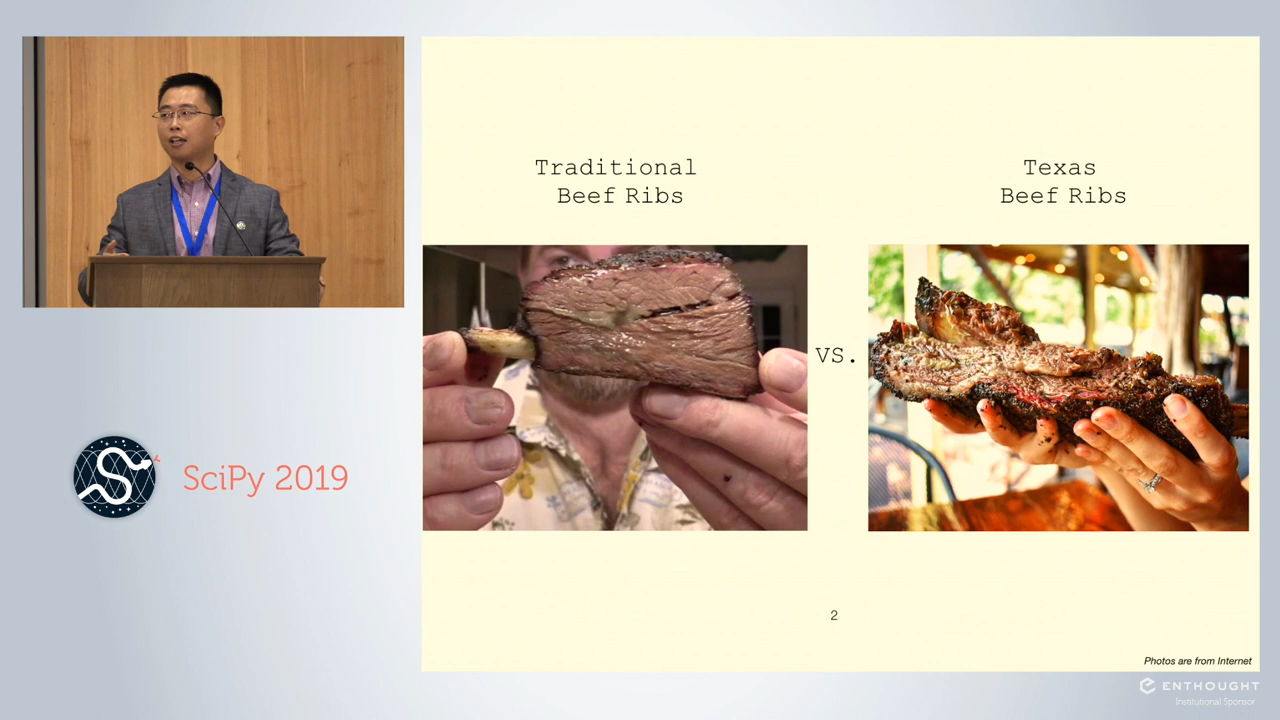 Traditional
Beef Ribs
Texas
Beef Ribs
vs.
SciPy 2019
2
Photos are from Internet
ENTHOUGHT
Institutional Sponsor